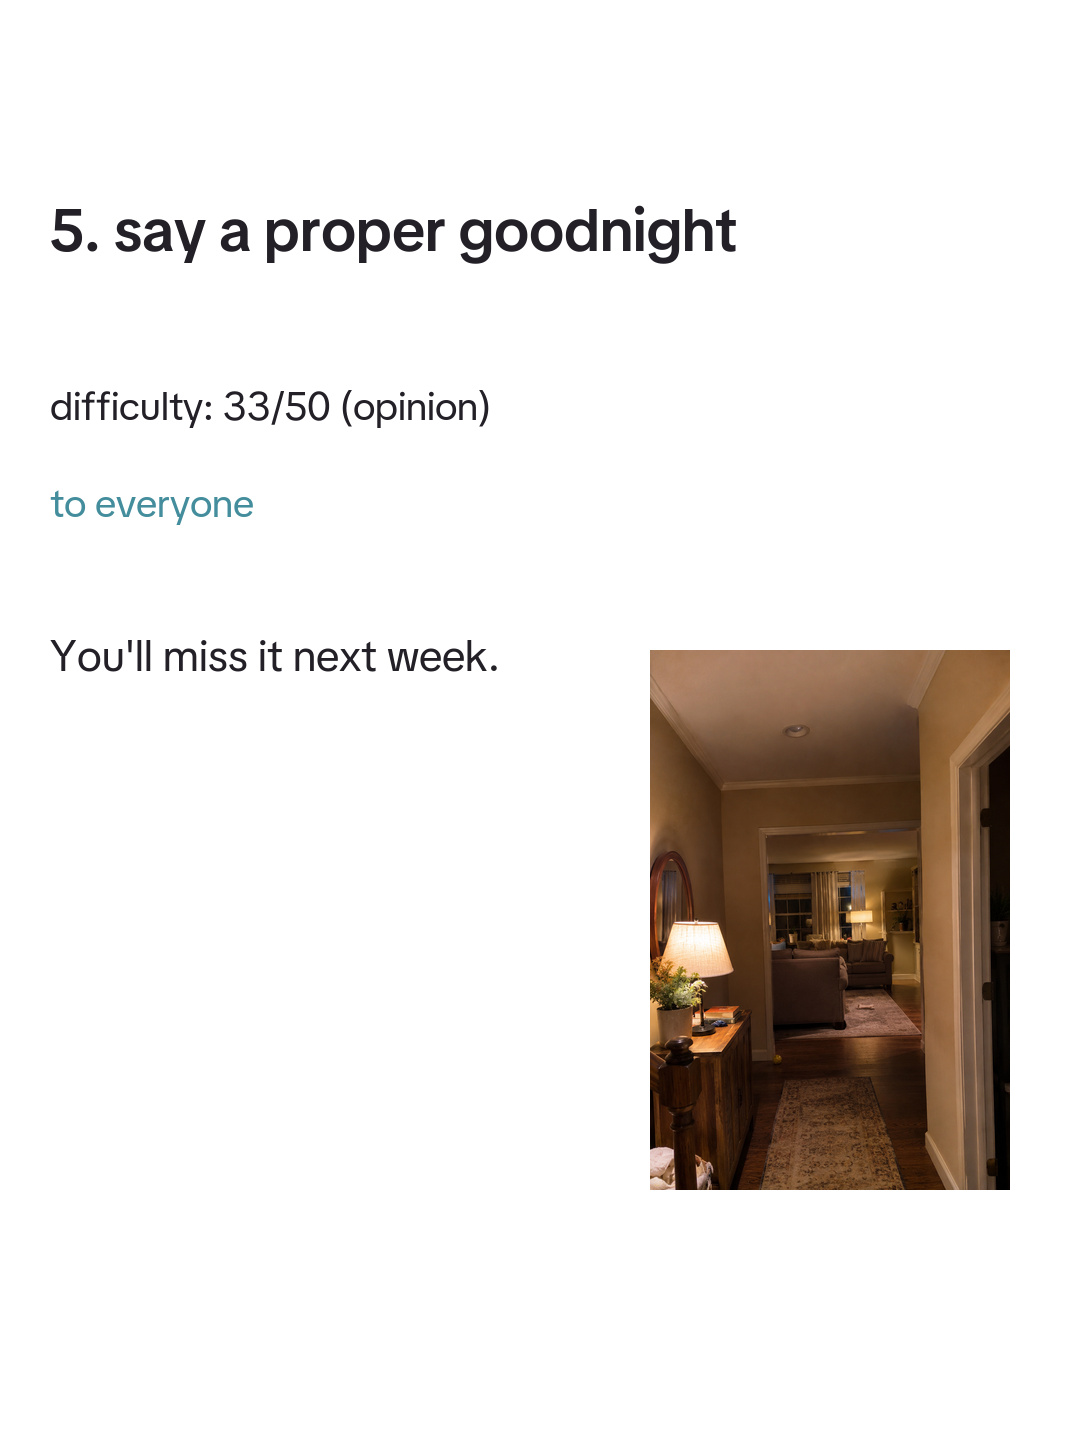 5. say a proper goodnight
difficulty: 33/50 (opinion)
to everyone
You'll miss it next week.